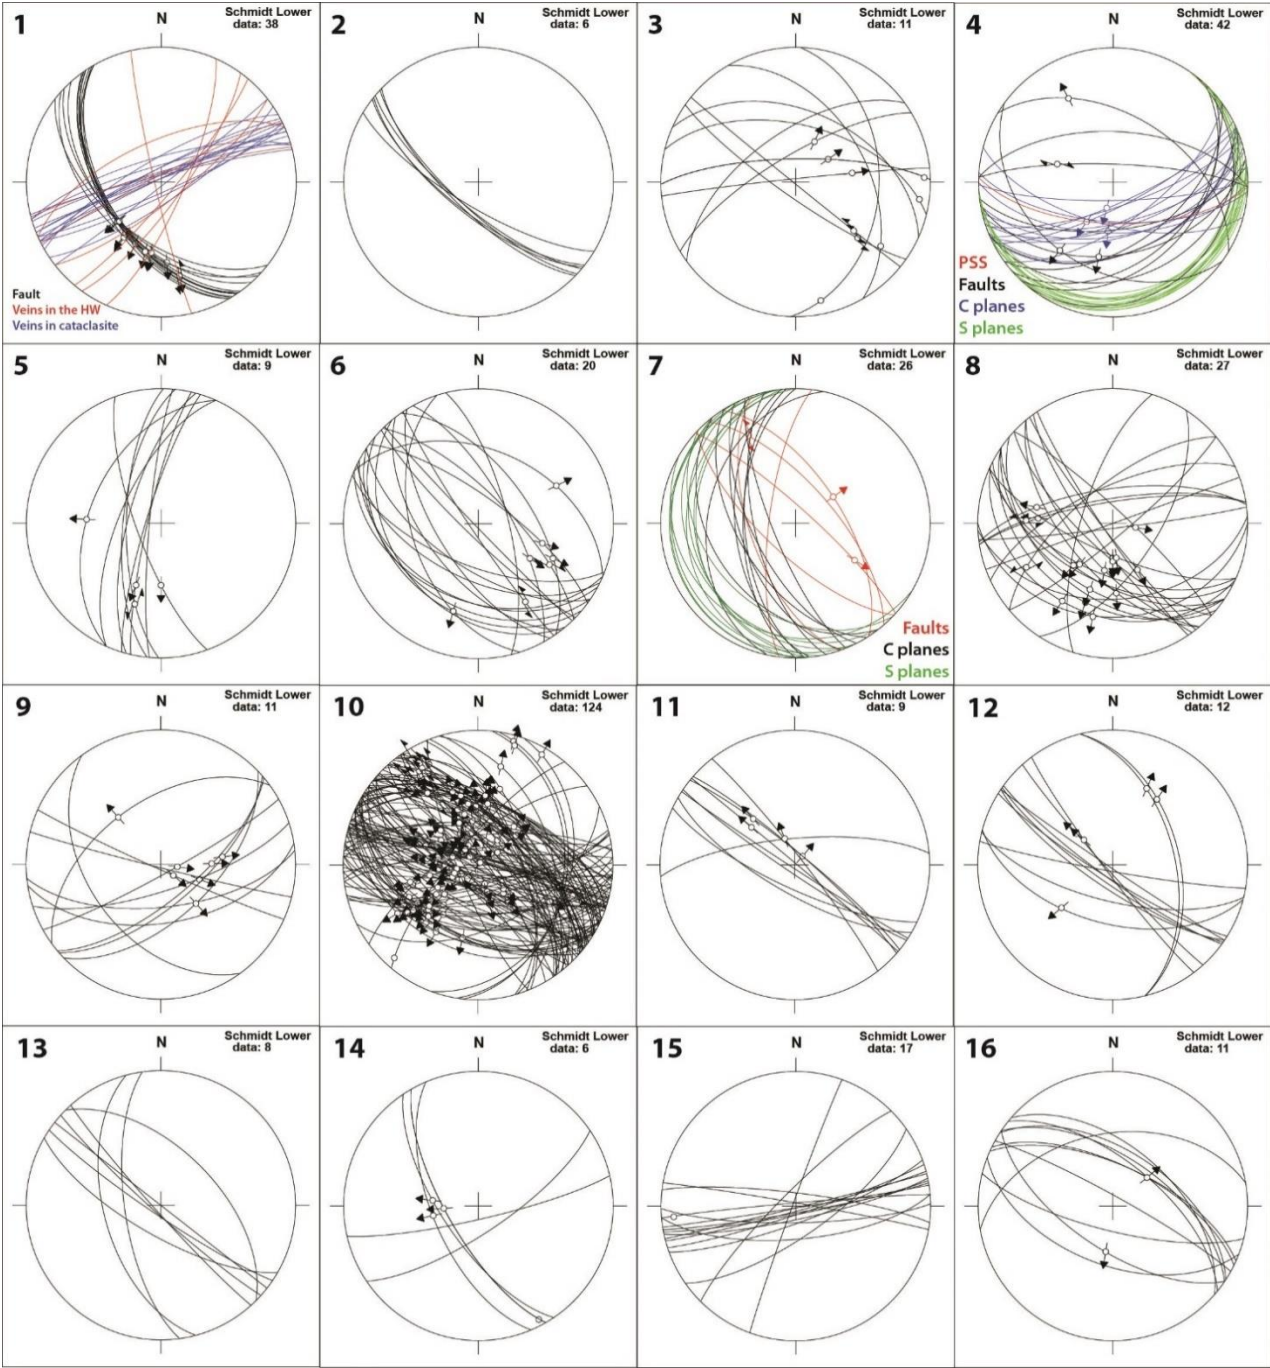 1
N
Schmidt Lower
data: 38
Fault
Veins in the HW
Veins in cataclasite
2
N
Schmidt Lower
data: 6
3
N
Schmidt Lower
data: 11
4
N
Schmidt Lower
data: 42
PSS
Faults
C planes
S planes
5
N
Schmidt Lower
data: 9
6
N
Schmidt Lower
data: 20
7
N
Schmidt Lower
data: 26
Faults
C planes
S planes
8
N
Schmidt Lower
data: 27
9
N
Schmidt Lower
data: 11
10
N
Schmidt Lower
data: 124
11
N
Schmidt Lower
data: 9
12
N
Schmidt Lower
data: 12
13
N
Schmidt Lower
data: 8
14
N
Schmidt Lower
data: 6
15
N
Schmidt Lower
data: 17
16
N
Schmidt Lower
data: 11